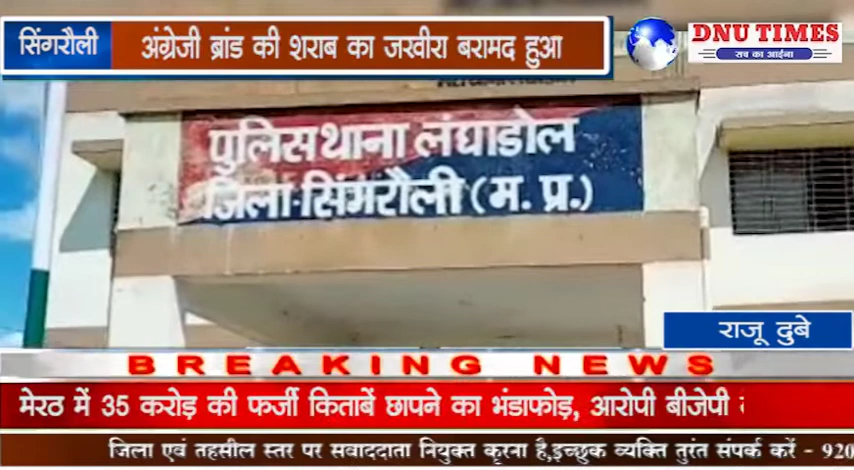 सिंगरौली
अंग्रेजी ब्रांड की शराब का जखीरा बरामद हुआ
DNU TIMES
सच का आईना
पुलिस थाना लंघाडोल
जिला-सिंगरौली (म. प्र.)
राजू दुबे
BREAKING NEWS
मेरठ में 35 करोड़ की फर्जी किताबें छापने का भंडाफोड़, आरोपी बीजेपी
जिला एवं तहसील स्तर पर सवाददाता नियुक्त करना है,इच्छुक व्यक्ति तुरंत संपर्क करें - 920